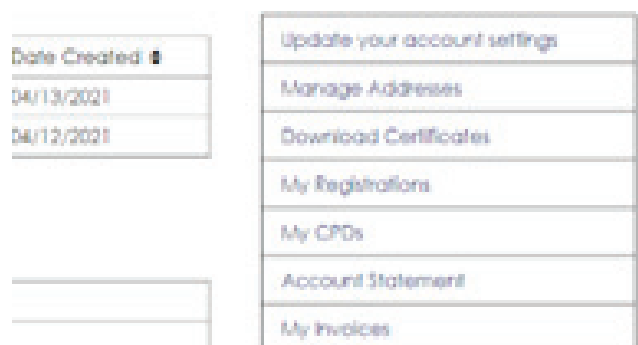 Date Created
04/13/2021
04/12/2021
Update your account settings
Manage Addresses
Download Certificates
My Registrations
My CPDs
Account Statement
My Invoices